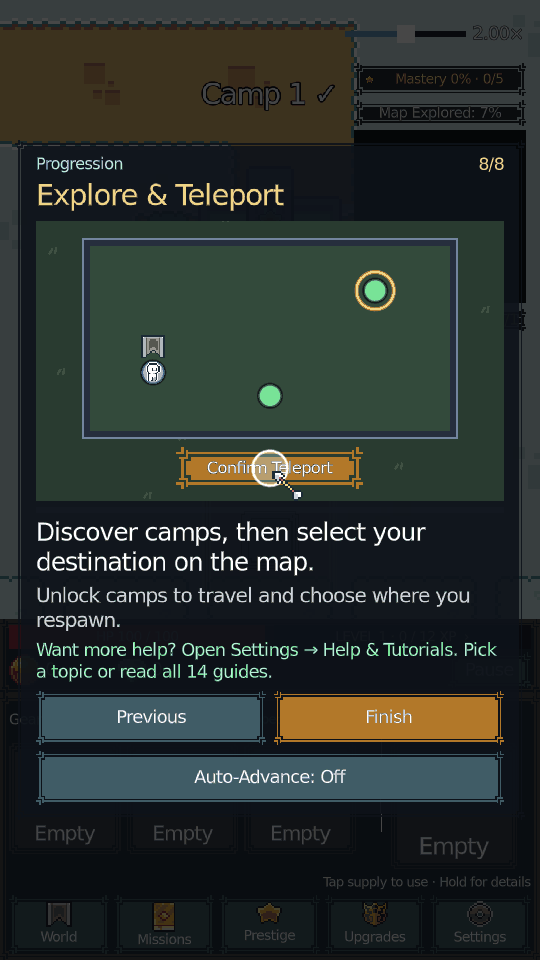 2.00×
Mastery 0% · 0/5
Camp 1 ✓
Map Explored: 7%
Progression
8/8
Explore & Teleport
Confirm Teleport
Discover camps, then select your
destination on the map.
Unlock camps to travel and choose where you
respawn.
Want more help? Open Settings → Help & Tutorials. Pick
a topic or read all 14 guides.
Previous
Finish
Auto-Advance: Off
Empty
Empty
Empty
Empty
Tap supply to use · Hold for details
World
Missions
Prestige
Upgrades
Settings